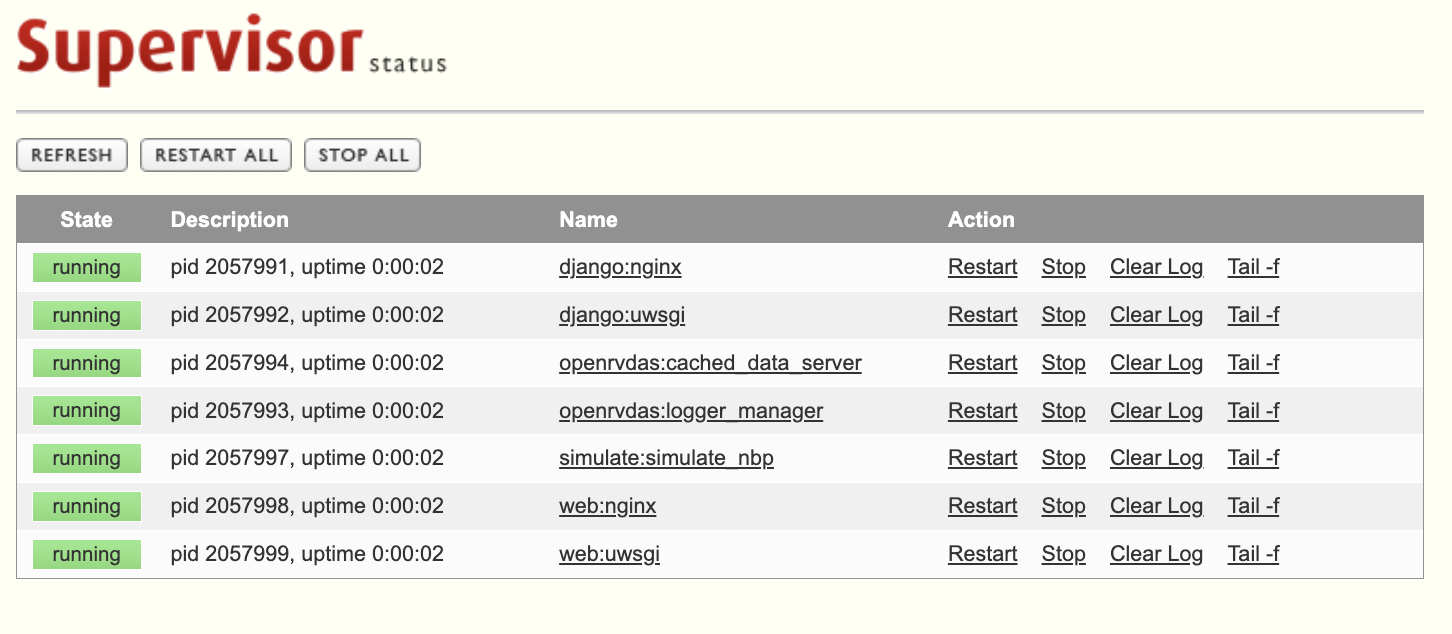 Supervisor status
REFRESH RESTART ALL STOP ALL
State Description Name Action
running pid 2057991, uptime 0:00:02 django:nginx Restart Stop Clear Log Tail -f
running pid 2057992, uptime 0:00:02 django:uwsgi Restart Stop Clear Log Tail -f
running pid 2057994, uptime 0:00:02 openrvdas:cached_data_server Restart Stop Clear Log Tail -f
running pid 2057993, uptime 0:00:02 openrvdas:logger_manager Restart Stop Clear Log Tail -f
running pid 2057997, uptime 0:00:02 simulate:simulate_nbp Restart Stop Clear Log Tail -f
running pid 2057998, uptime 0:00:02 web:nginx Restart Stop Clear Log Tail -f
running pid 2057999, uptime 0:00:02 web:uwsgi Restart Stop Clear Log Tail -f